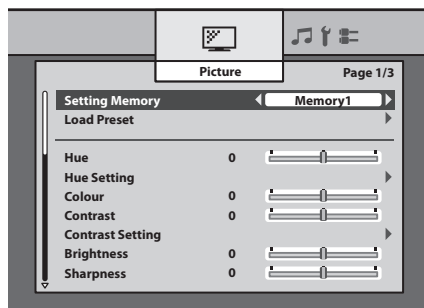 Picture
Page 1/3
Setting Memory Memory1
Load Preset
Hue 0
Hue Setting
Colour 0
Contrast 0
Contrast Setting
Brightness 0
Sharpness 0